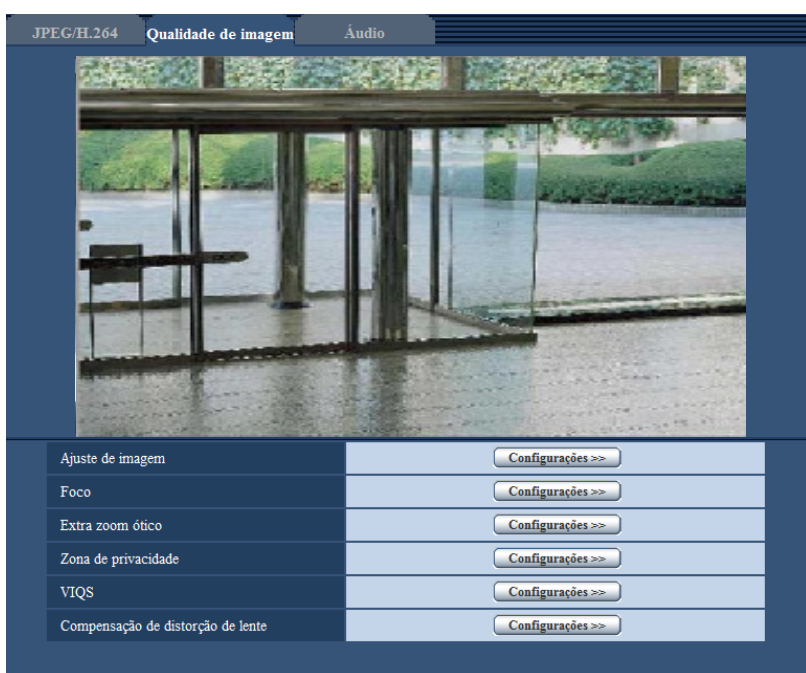 JPEG/H.264 Qualidade de imagem Áudio
Ajuste de imagem Configurações >>
Foco Configurações >>
Extra zoom ótico Configurações >>
Zona de privacidade Configurações >>
VIQS Configurações >>
Compensação de distorção de lente Configurações >>